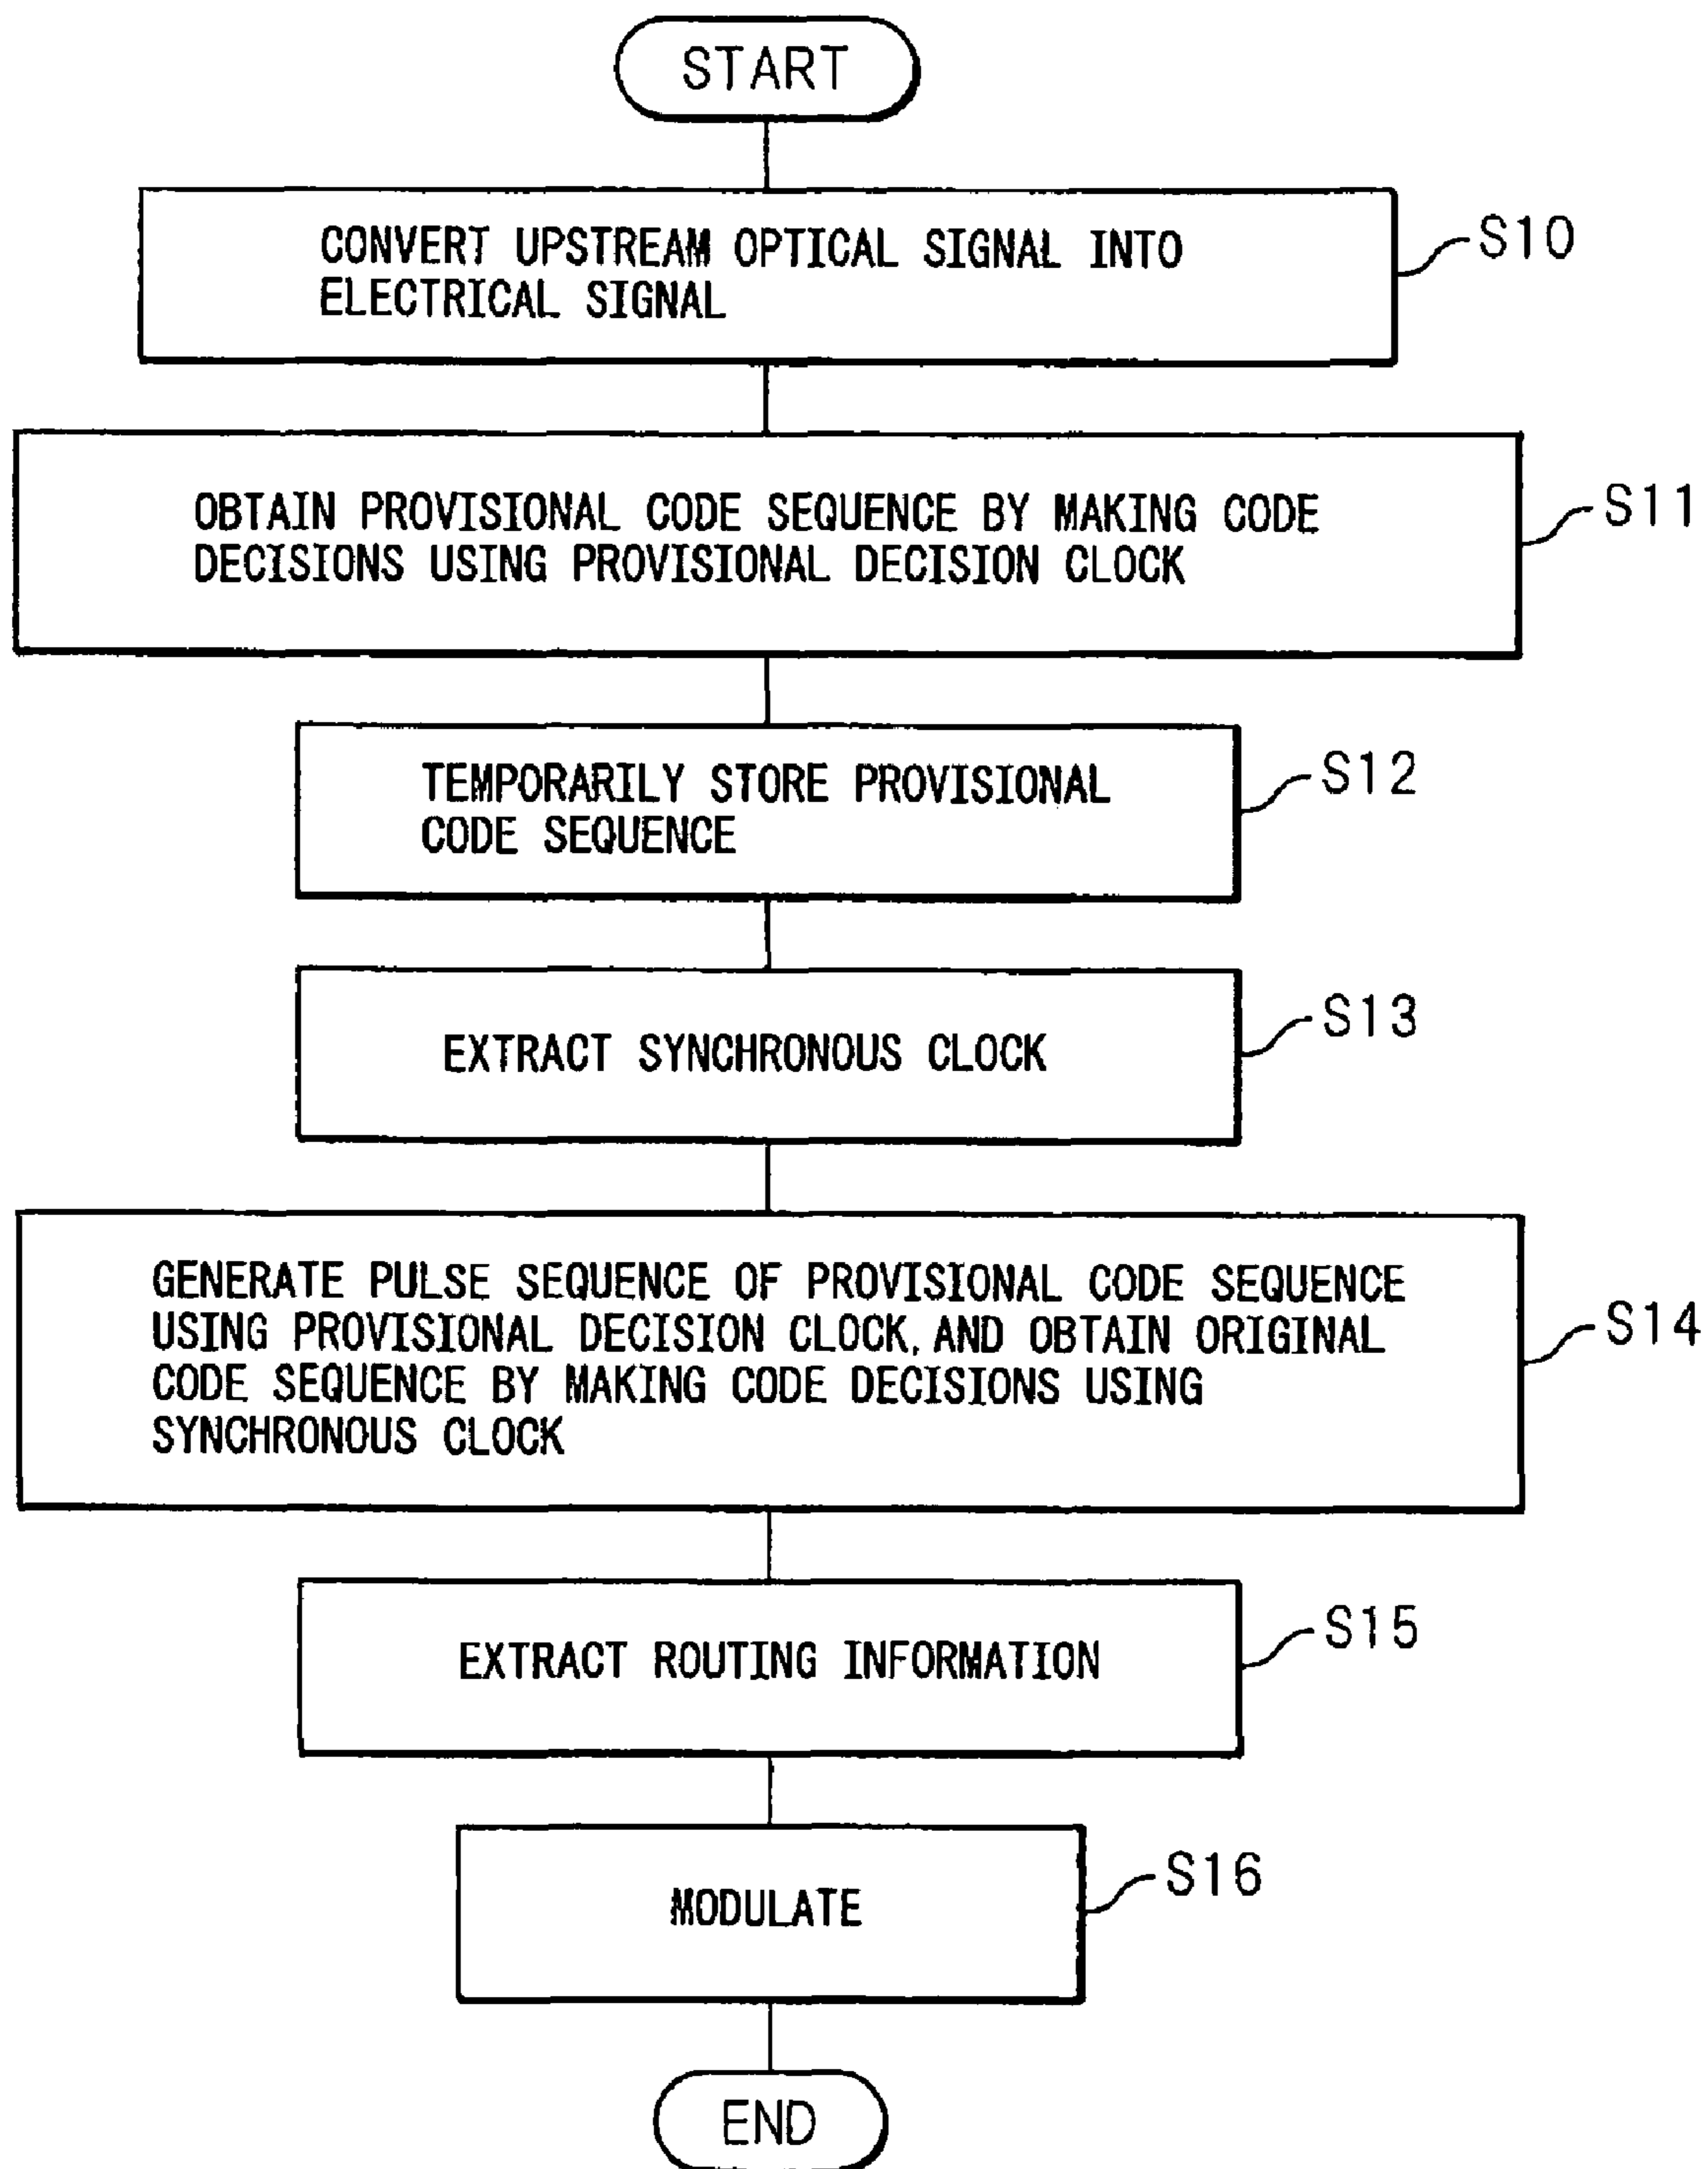 START
CONVERT UPSTREAM OPTICAL SIGNAL INTO
ELECTRICAL SIGNAL
S10
OBTAIN PROVISIONAL CODE SEQUENCE BY MAKING CODE
DECISIONS USING PROVISIONAL DECISION CLOCK
S11
TEMPORARILY STORE PROVISIONAL
CODE SEQUENCE
S12
EXTRACT SYNCHRONOUS CLOCK
S13
GENERATE PULSE SEQUENCE OF PROVISIONAL CODE SEQUENCE
USING PROVISIONAL DECISION CLOCK, AND OBTAIN ORIGINAL
CODE SEQUENCE BY MAKING CODE DECISIONS USING
SYNCHRONOUS CLOCK
S14
EXTRACT ROUTING INFORMATION
S15
MODULATE
S16
END